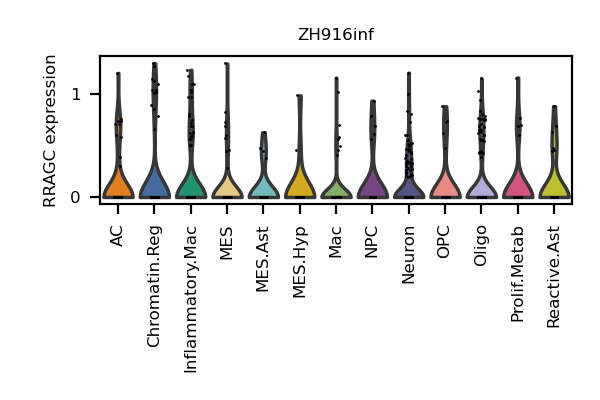 ZH916inf
RRAGC expression
1
0
AC
Chromatin.Reg
Inflammatory.Mac
MES
MES.Ast
MES.Hyp
Mac
NPC
Neuron
OPC
Oligo
Prolif.Metab
Reactive.Ast